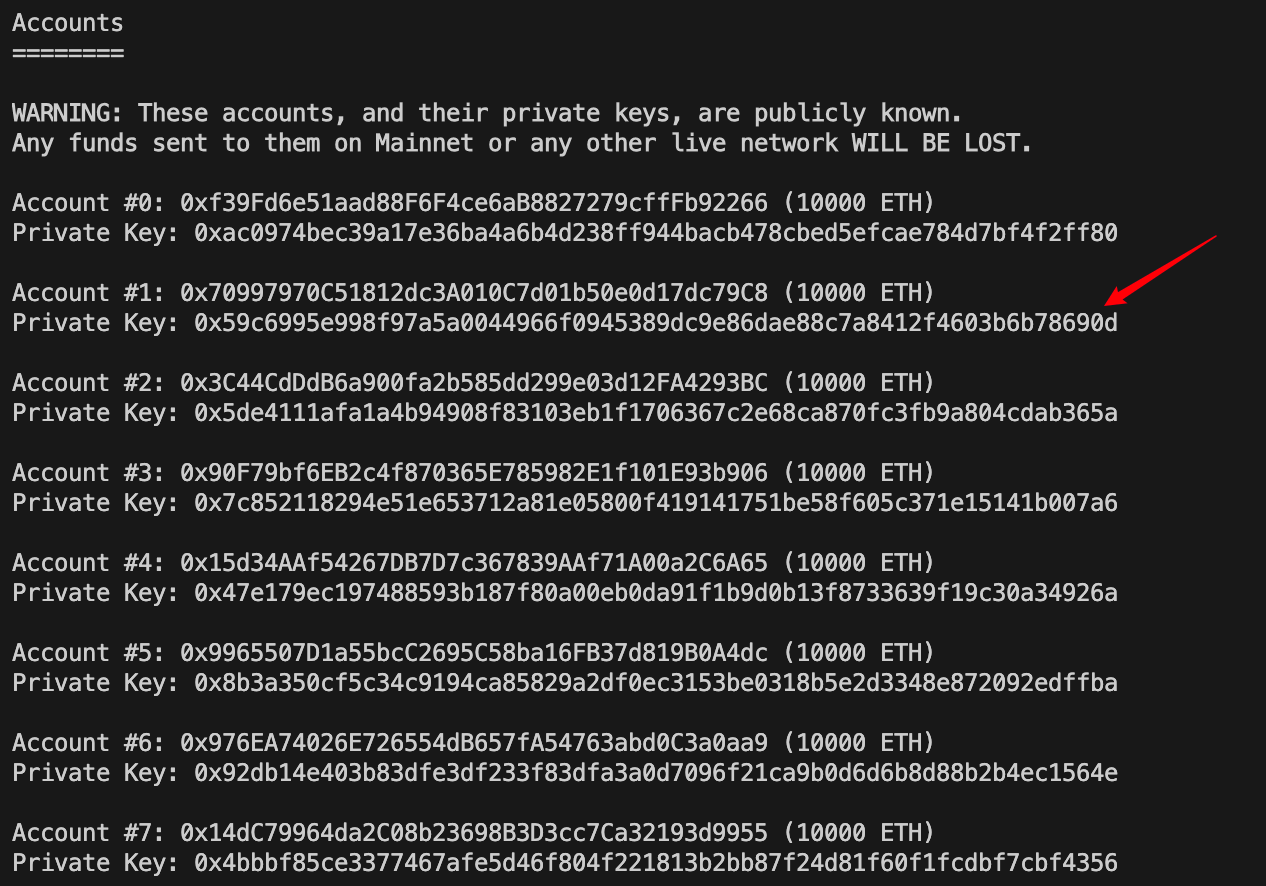 Accounts
========
WARNING: These accounts, and their private keys, are publicly known.
Any funds sent to them on Mainnet or any other live network WILL BE LOST.
Account #0: 0xf39Fd6e51aad88F6F4ce6aB8827279cffFb92266 (10000 ETH)
Private Key: 0xac0974bec39a17e36ba4a6b4d238ff944bacb478cbed5efcae784d7bf4f2ff80
Account #1: 0x70997970C51812dc3A010C7d01b50e0d17dc79C8 (10000 ETH)
Private Key: 0x59c6995e998f97a5a0044966f0945389dc9e86dae88c7a8412f4603b6b78690d
Account #2: 0x3C44CdDdB6a900fa2b585dd299e03d12FA4293BC (10000 ETH)
Private Key: 0x5de4111afa1a4b94908f83103eb1f1706367c2e68ca870fc3fb9a804cdab365a
Account #3: 0x90F79bf6EB2c4f870365E785982E1f101E93b906 (10000 ETH)
Private Key: 0x7c852118294e51e653712a81e05800f419141751be58f605c371e15141b007a6
Account #4: 0x15d34AAf54267DB7D7c367839AAf71A00a2C6A65 (10000 ETH)
Private Key: 0x47e179ec197488593b187f80a00eb0da91f1b9d0b13f8733639f19c30a34926a
Account #5: 0x9965507D1a55bcC2695C58ba16FB37d819B0A4dc (10000 ETH)
Private Key: 0x8b3a350cf5c34c9194ca85829a2df0ec3153be0318b5e2d3348e872092edffba
Account #6: 0x976EA74026E726554dB657fA54763abd0C3a0aa9 (10000 ETH)
Private Key: 0x92db14e403b83dfe3df233f83dfa3a0d7096f21ca9b0d6d6b8d88b2b4ec1564e
Account #7: 0x14dC79964da2C08b23698B3D3cc7Ca32193d9955 (10000 ETH)
Private Key: 0x4bbbf85ce3377467afe5d46f804f221813b2bb87f24d81f60f1fcdbf7cbf4356